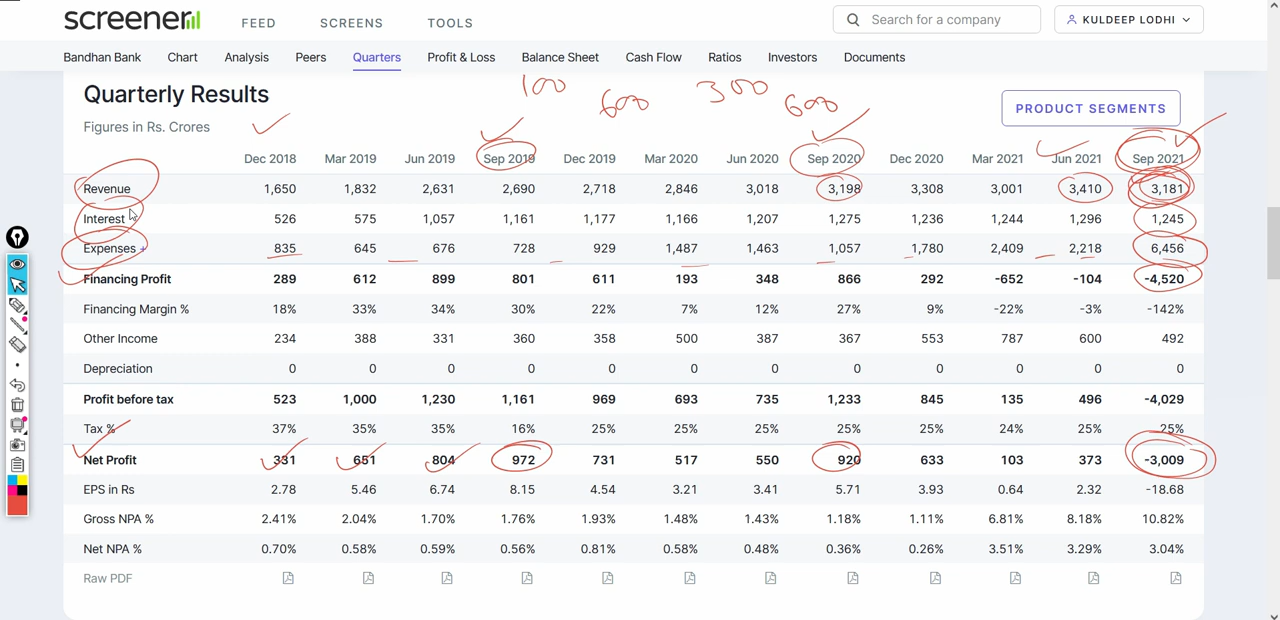 screener FEED SCREENS TOOLS Search for a company KULDEEP LODHI
Bandhan Bank Chart Analysis Peers Quarters Profit & Loss Balance Sheet Cash Flow Ratios Investors Documents
100 600 300 600
Quarterly Results
PRODUCT SEGMENTS
Figures in Rs. Crores
Dec 2018 Mar 2019 Jun 2019 Sep 2019 Dec 2019 Mar 2020 Jun 2020 Sep 2020 Dec 2020 Mar 2021 Jun 2021 Sep 2021
Revenue 1,650 1,832 2,631 2,690 2,718 2,846 3,018 3,198 3,308 3,001 3,410 3,181
Interest 526 575 1,057 1,161 1,177 1,166 1,207 1,275 1,236 1,244 1,296 1,245
Expenses + 835 645 676 728 929 1,487 1,463 1,057 1,780 2,409 2,218 6,456
Financing Profit 289 612 899 801 611 193 348 866 292 -652 -104 -4,520
Financing Margin % 18% 33% 34% 30% 22% 7% 12% 27% 9% -22% -3% -142%
Other Income 234 388 331 360 358 500 387 367 553 787 600 492
Depreciation 0 0 0 0 0 0 0 0 0 0 0 0
Profit before tax 523 1,000 1,230 1,161 969 693 735 1,233 845 135 496 -4,029
Tax % 37% 35% 35% 16% 25% 25% 25% 25% 25% 24% 25% 25%
Net Profit 331 651 804 972 731 517 550 920 633 103 373 -3,009
EPS in Rs 2.78 5.46 6.74 8.15 4.54 3.21 3.41 5.71 3.93 0.64 2.32 -18.68
Gross NPA % 2.41% 2.04% 1.70% 1.76% 1.93% 1.48% 1.43% 1.18% 1.11% 6.81% 8.18% 10.82%
Net NPA % 0.70% 0.58% 0.59% 0.56% 0.81% 0.58% 0.48% 0.36% 0.26% 3.51% 3.29% 3.04%
Raw PDF